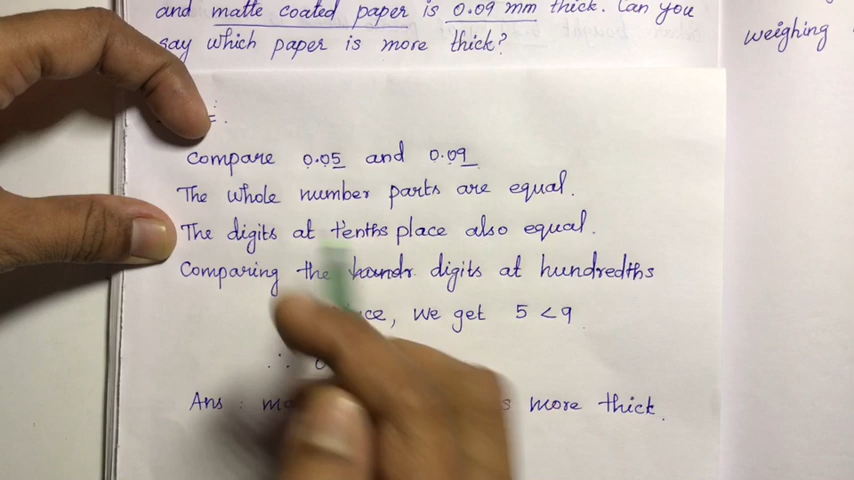 and matte coated paper is 0.09 mm thick. Can you
say which paper is more thick?
weighing
Compare 0.05 and 0.09
The whole number parts are equal.
The digits at tenths place also equal.
Comparing the digits at hundredths
we get 5 < 9
∴
Ans : more thick.